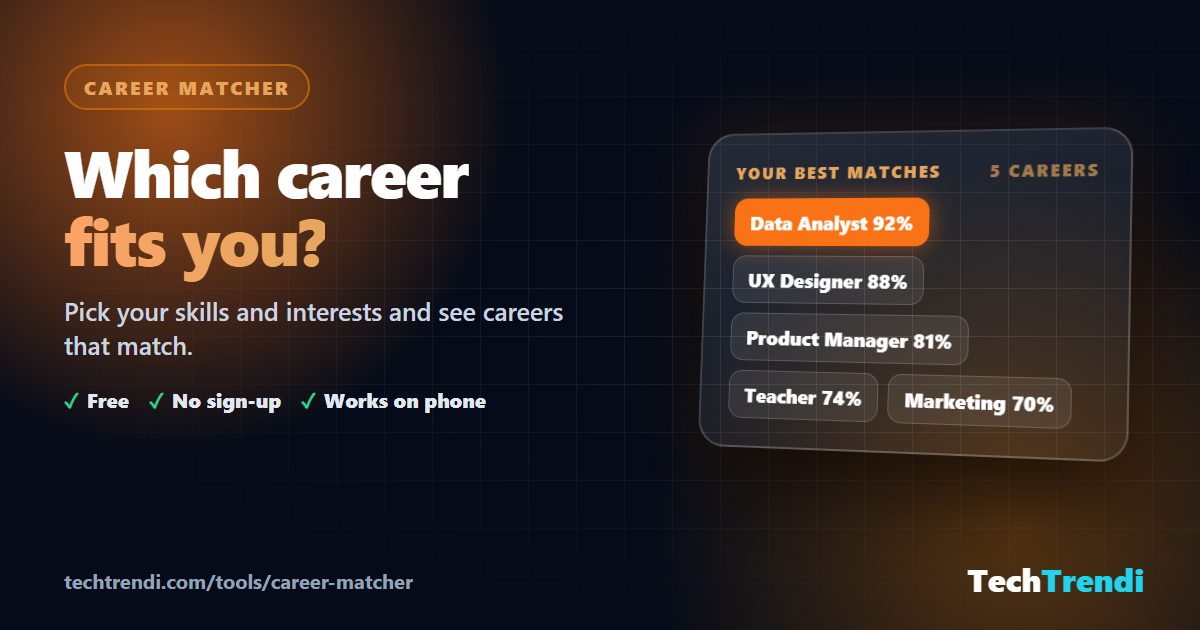 CAREER MATCHER
Which career
fits you?
Pick your skills and interests and see careers
that match.
✓ Free ✓ No sign-up ✓ Works on phone
YOUR BEST MATCHES 5 CAREERS
Data Analyst 92%
UX Designer 88%
Product Manager 81%
Teacher 74% Marketing 70%
techtrendi.com/tools/career-matcher
TechTrendi